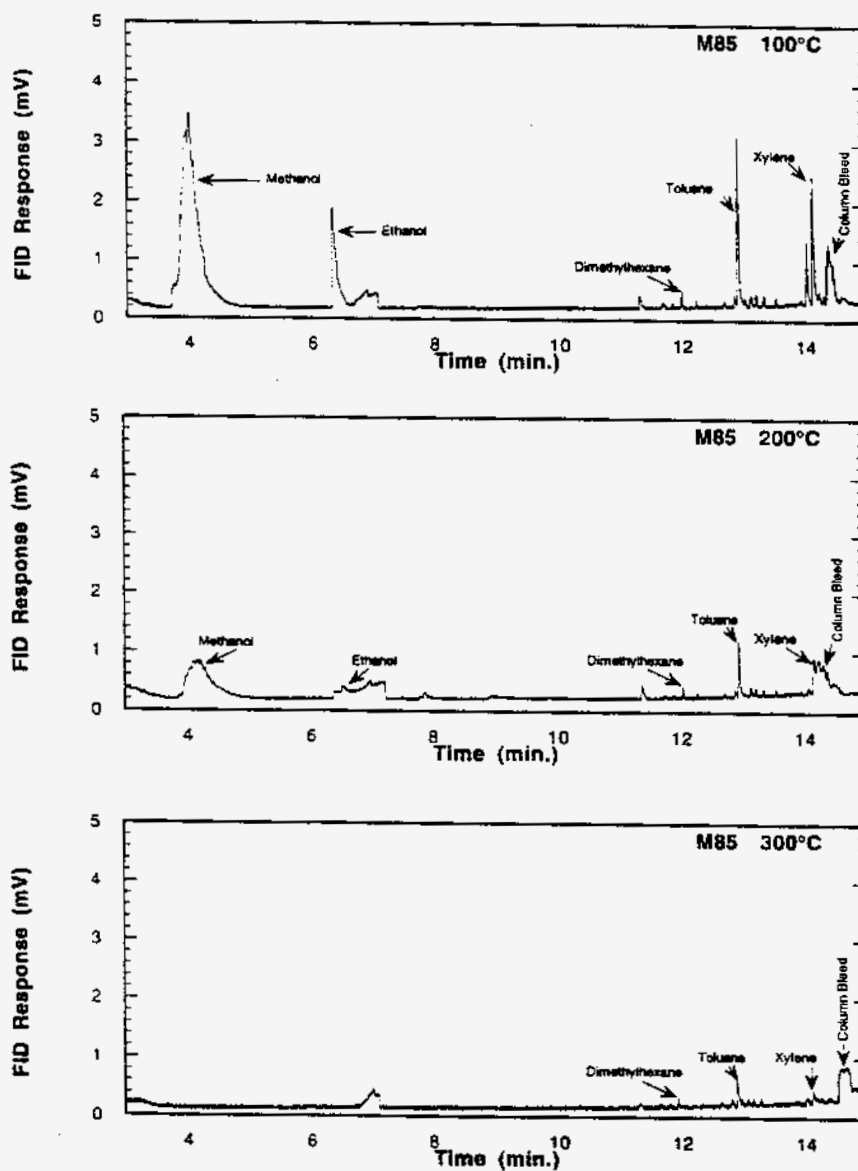 M85 100°C
FID Response (mV)
5
4
3
2
1
0
Methanol
Ethanol
Dimethylhexane
Toluene
Xylene
Column Bleed
4 6 8 10 12 14
Time (min.)
M85 200°C
FID Response (mV)
5
4
3
2
1
0
Methanol
Ethanol
Dimethylhexane
Toluene
Xylene
Column Bleed
4 6 8 10 12 14
Time (min.)
M85 300°C
FID Response (mV)
5
4
3
2
1
0
Dimethylhexane
Toluene
Xylene
Column Bleed
4 6 8 10 12 14
Time (min.)